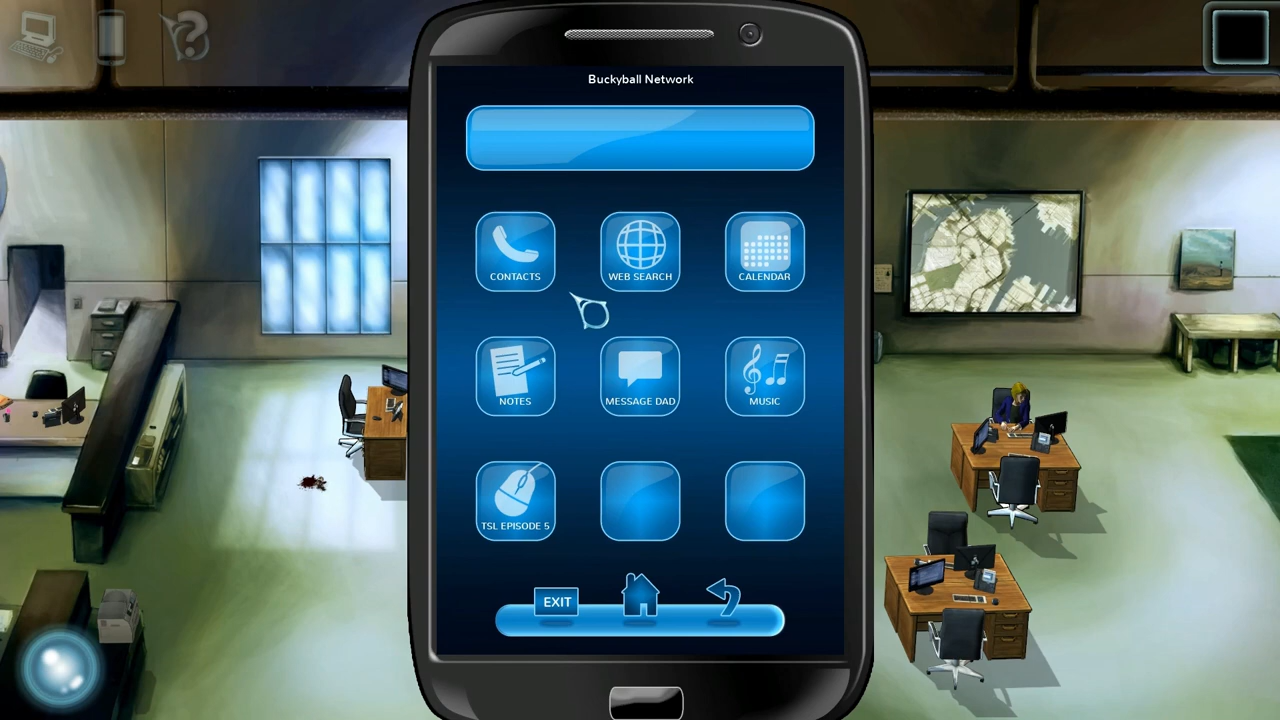 Buckyball Network
CONTACTS
WEB SEARCH
CALENDAR
NOTES
MESSAGE DAD
MUSIC
TSL EPISODE 5
EXIT